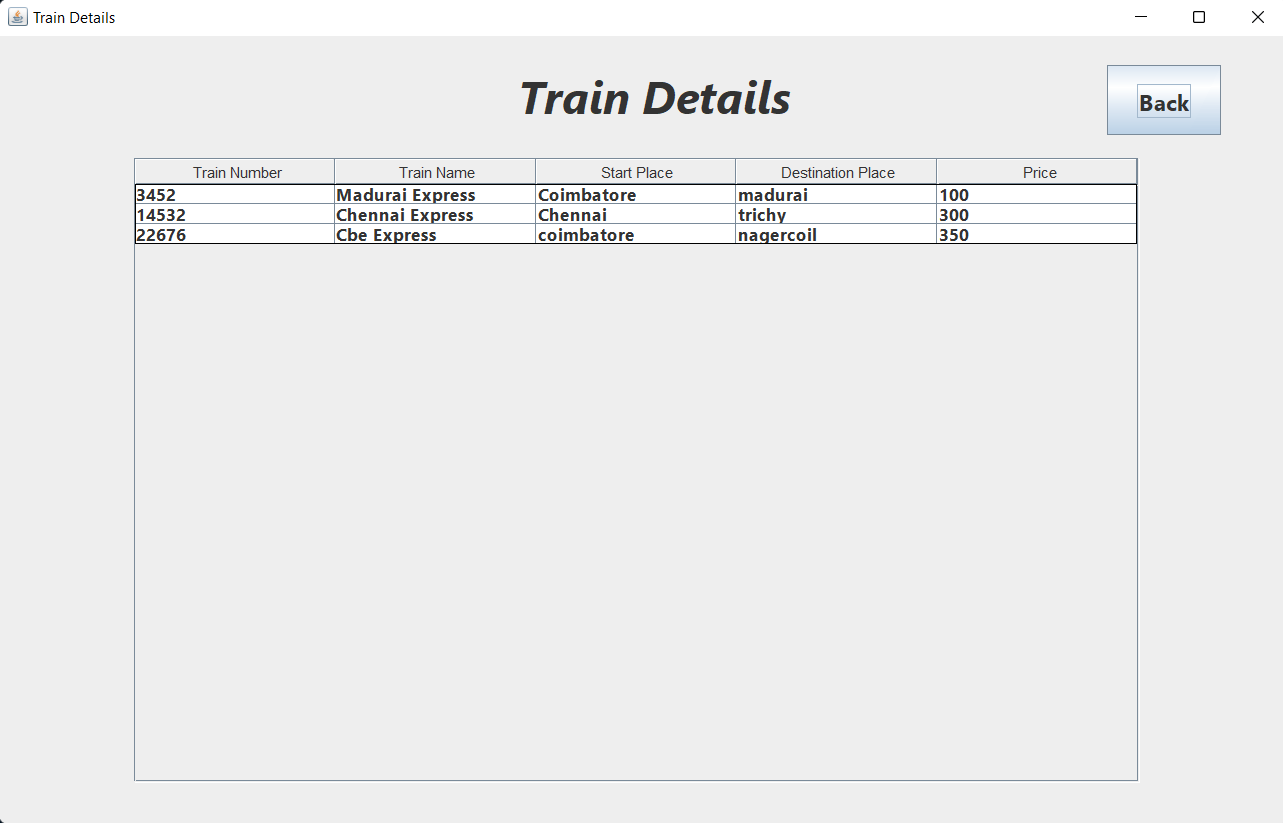 Train Details
Train Details
Back
Train Number Train Name Start Place Destination Place Price
3452 Madurai Express Coimbatore madurai 100
14532 Chennai Express Chennai trichy 300
22676 Cbe Express coimbatore nagercoil 350